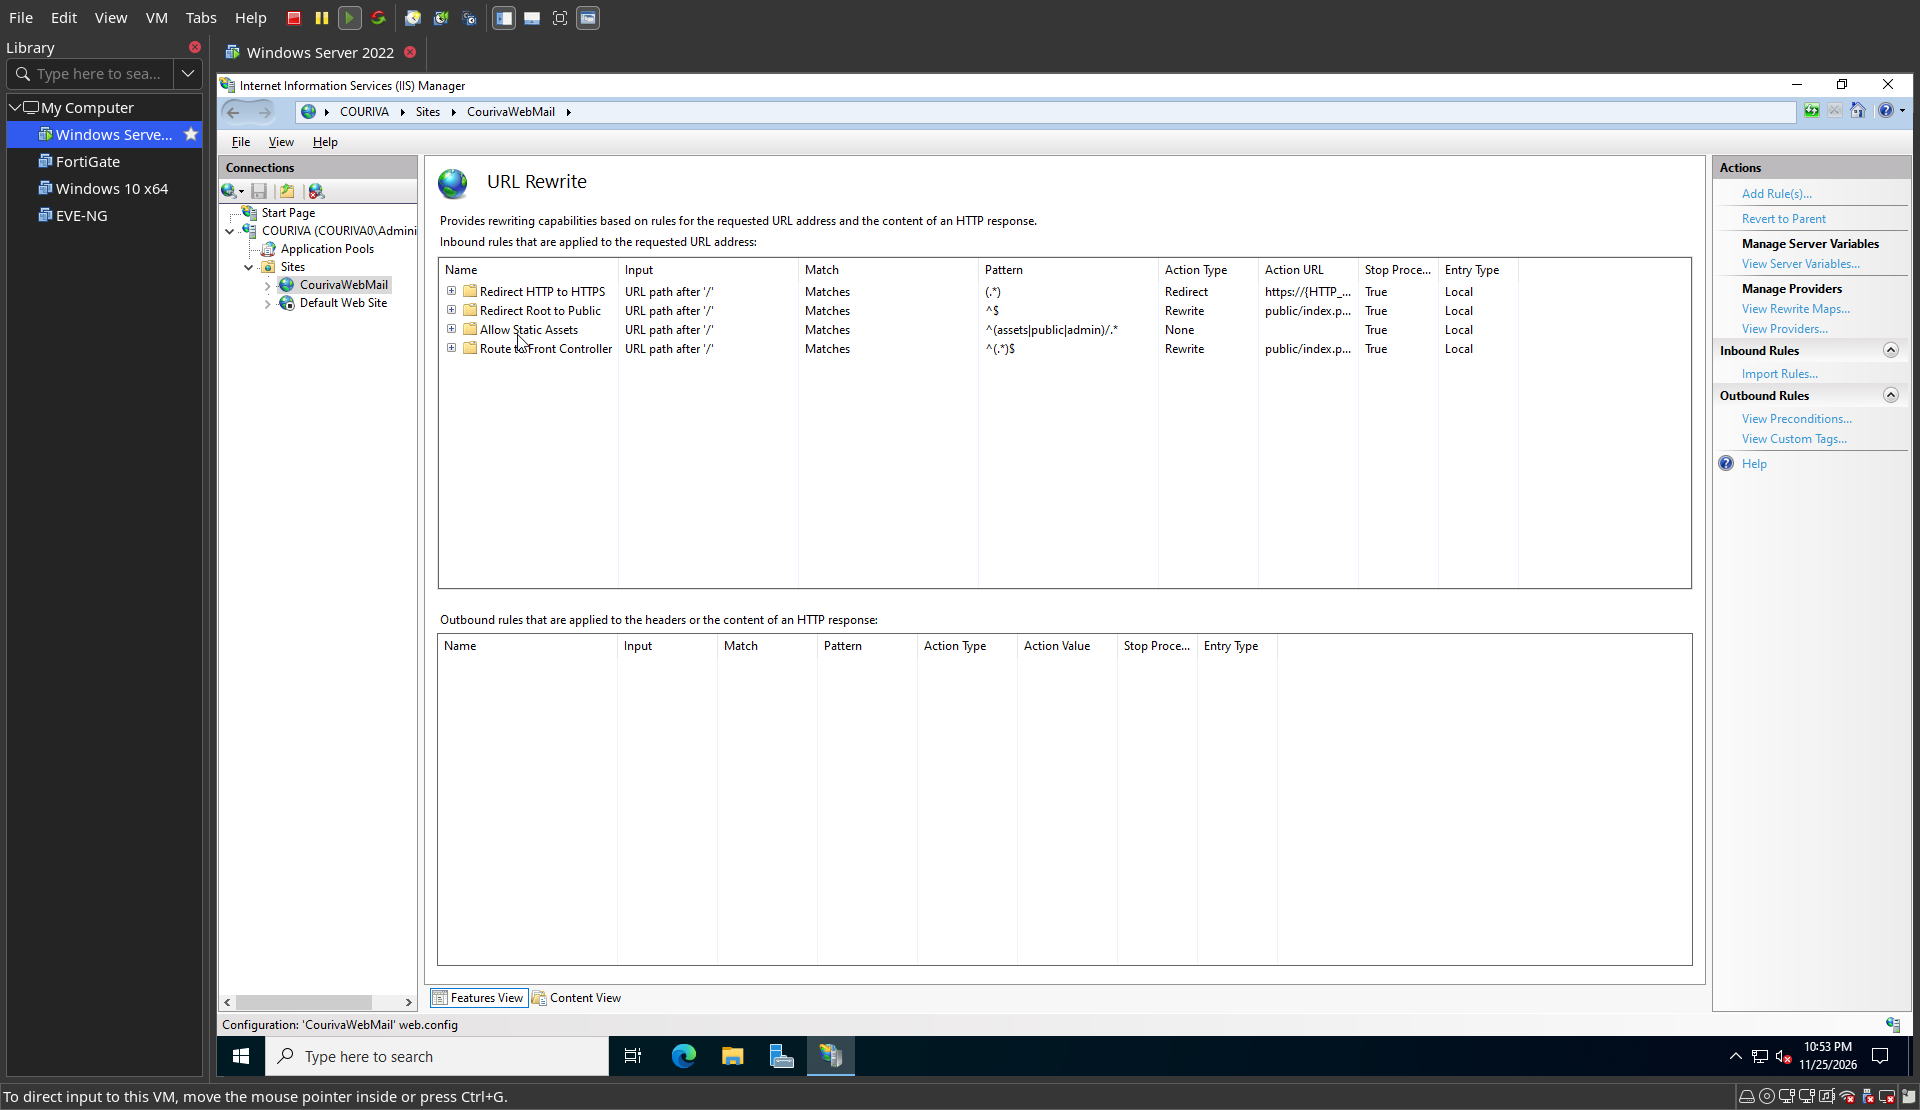 File Edit View VM Tabs Help
Library
Windows Server 2022
Type here to sea...
My Computer
Windows Serve...
FortiGate
Windows 10 x64
EVE-NG
Internet Information Services (IIS) Manager
COURIVA Sites CourivaWebMail
File View Help
Connections
Start Page
COURIVA (COURIVA0\Admini
Application Pools
Sites
CourivaWebMail
Default Web Site
URL Rewrite
Provides rewriting capabilities based on rules for the requested URL address and the content of an HTTP response.
Inbound rules that are applied to the requested URL address:
Name Input Match Pattern Action Type Action URL Stop Proce... Entry Type
Redirect HTTP to HTTPS URL path after '/' Matches (.*) Redirect https://{HTTP_... True Local
Redirect Root to Public URL path after '/' Matches ^$ Rewrite public/index.p... True Local
Allow Static Assets URL path after '/' Matches ^(assets|public|admin)/.* None True Local
Route to Front Controller URL path after '/' Matches ^(.*)$ Rewrite public/index.p... True Local
Outbound rules that are applied to the headers or the content of an HTTP response:
Name Input Match Pattern Action Type Action Value Stop Proce... Entry Type
Features View Content View
Configuration: 'CourivaWebMail' web.config
Actions
Add Rule(s)...
Revert to Parent
Manage Server Variables
View Server Variables...
Manage Providers
View Rewrite Maps...
View Providers...
Inbound Rules
Import Rules...
Outbound Rules
View Preconditions...
View Custom Tags...
Help
Type here to search
10:53 PM
11/25/2026
To direct input to this VM, move the mouse pointer inside or press Ctrl+G.